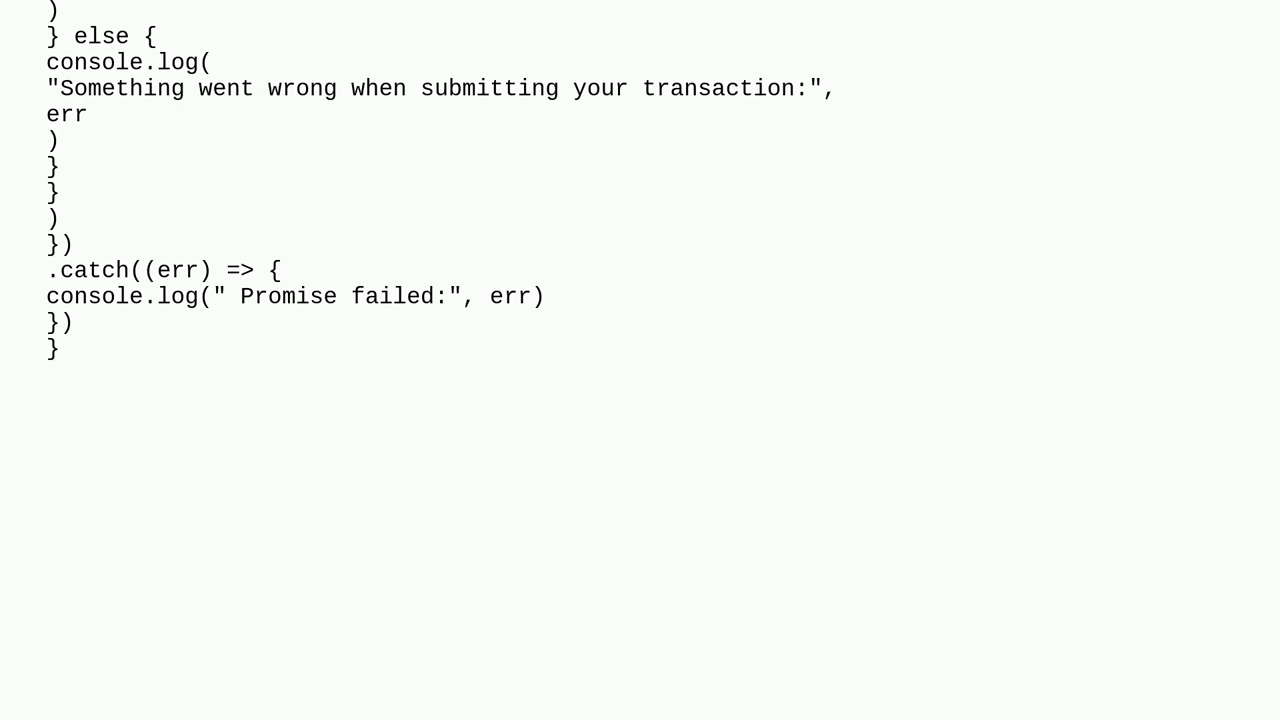 )
} else {
console.log(
"Something went wrong when submitting your transaction:",
err
)
}
}
)
})
.catch((err) => {
console.log(" Promise failed:", err)
})
}